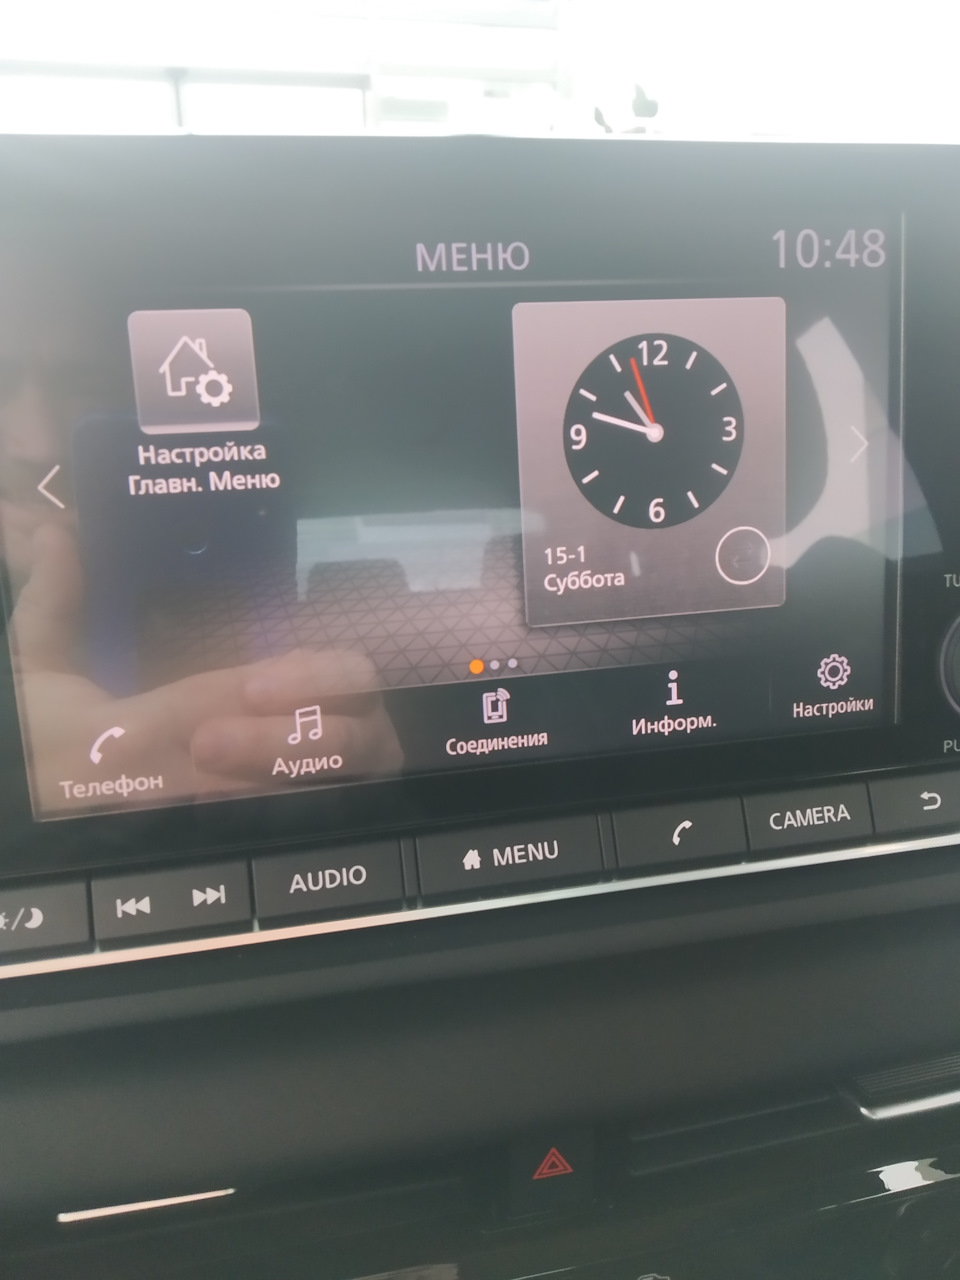 МЕНЮ
10:48
Настройка
Главн. Меню
12
3
6
9
15-1
Суббота
Телефон
Аудио
Соединения
Информ.
Настройки
AUDIO
MENU
CAMERA